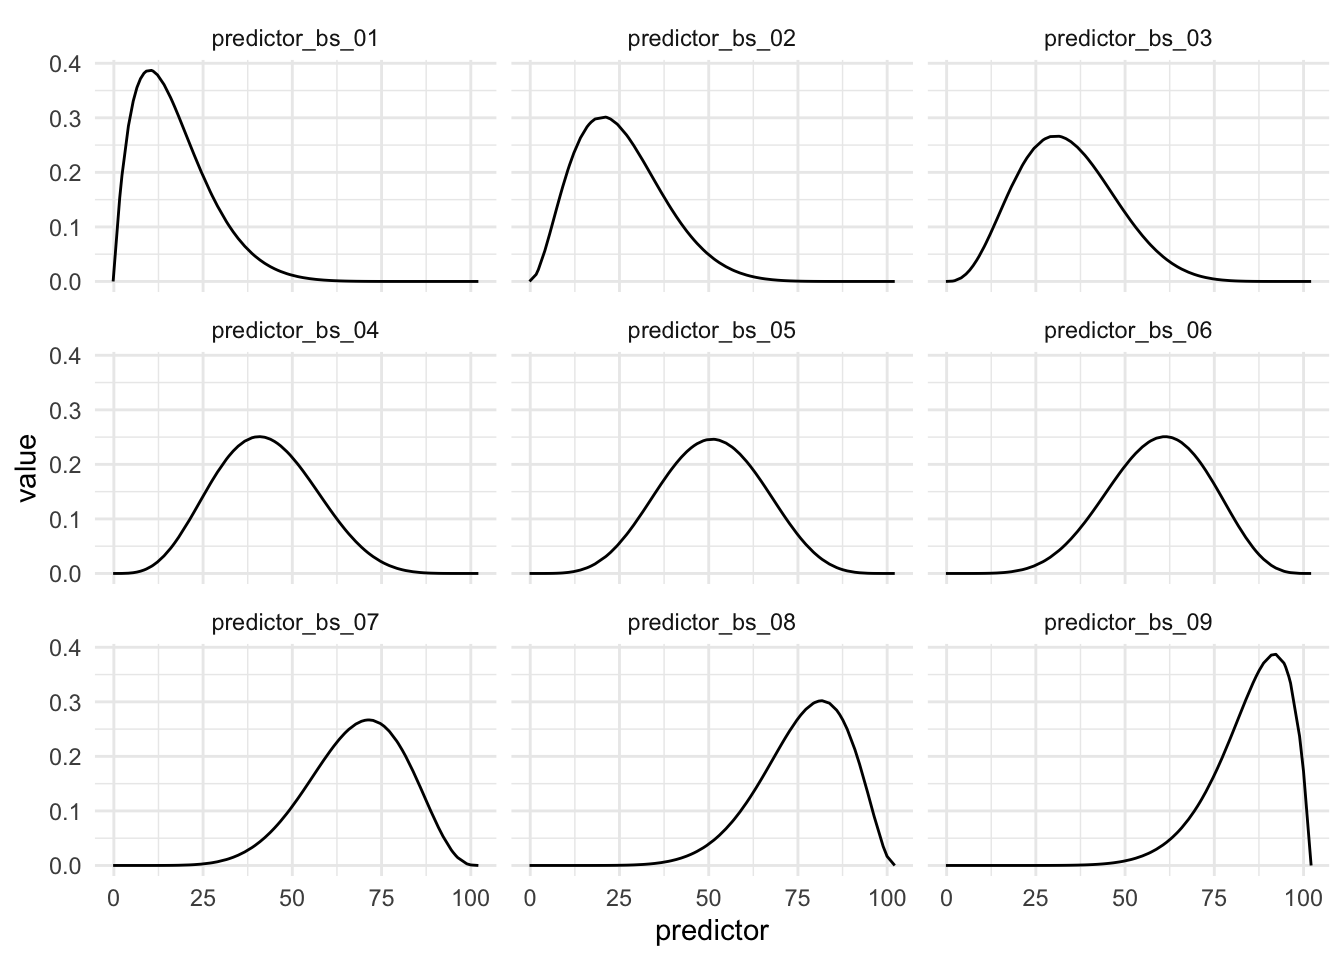 predictor_bs_01 predictor_bs_02 predictor_bs_03
0.4
0.3
0.2
0.1
0.0
predictor_bs_04 predictor_bs_05 predictor_bs_06
0.4
0.3
0.2
0.1
0.0
value
predictor_bs_07 predictor_bs_08 predictor_bs_09
0.4
0.3
0.2
0.1
0.0
0 25 50 75 100 0 25 50 75 100 0 25 50 75 100
predictor